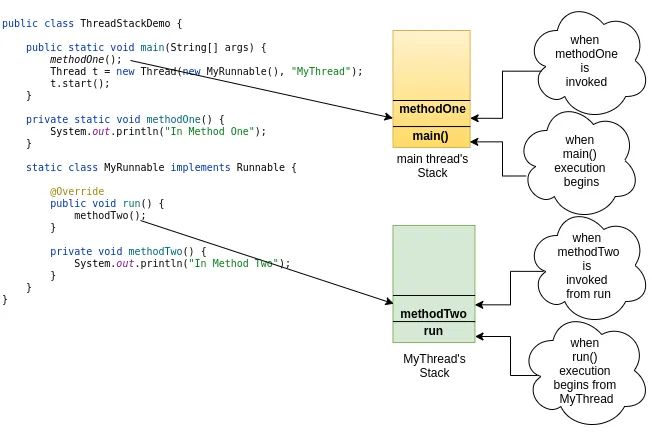 public class ThreadStackDemo {
public static void main(String[] args) {
methodOne();
Thread t = new Thread(new MyRunnable(), "MyThread");
t.start();
}
private static void methodOne() {
System.out.println("In Method One");
}
static class MyRunnable implements Runnable {
@Override
public void run() {
methodTwo();
}
private void methodTwo() {
System.out.println("In Method Two");
}
}
}
methodOne
main()
main thread's
Stack
when
methodOne
is
invoked
when
main()
execution
begins
methodTwo
run
MyThread's
Stack
when
methodTwo
is
invoked
from run
when
run()
execution
begins from
MyThread